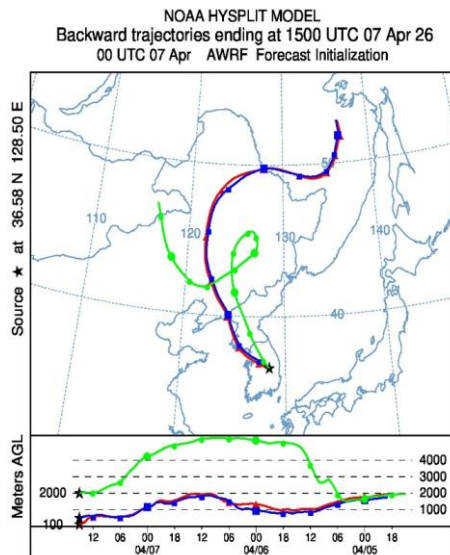 NOAA HYSPLIT MODEL
Backward trajectories ending at 1500 UTC 07 Apr 26
00 UTC 07 Apr AWRF Forecast Initialization
Source ★ at 36.58 N 128.50 E
110
120
130
140
50
40
Meters AGL
2000
100
4000
3000
2000
1000
12 06 00 18 12 06 00 18 12 06 00 18
04/07 04/06 04/05